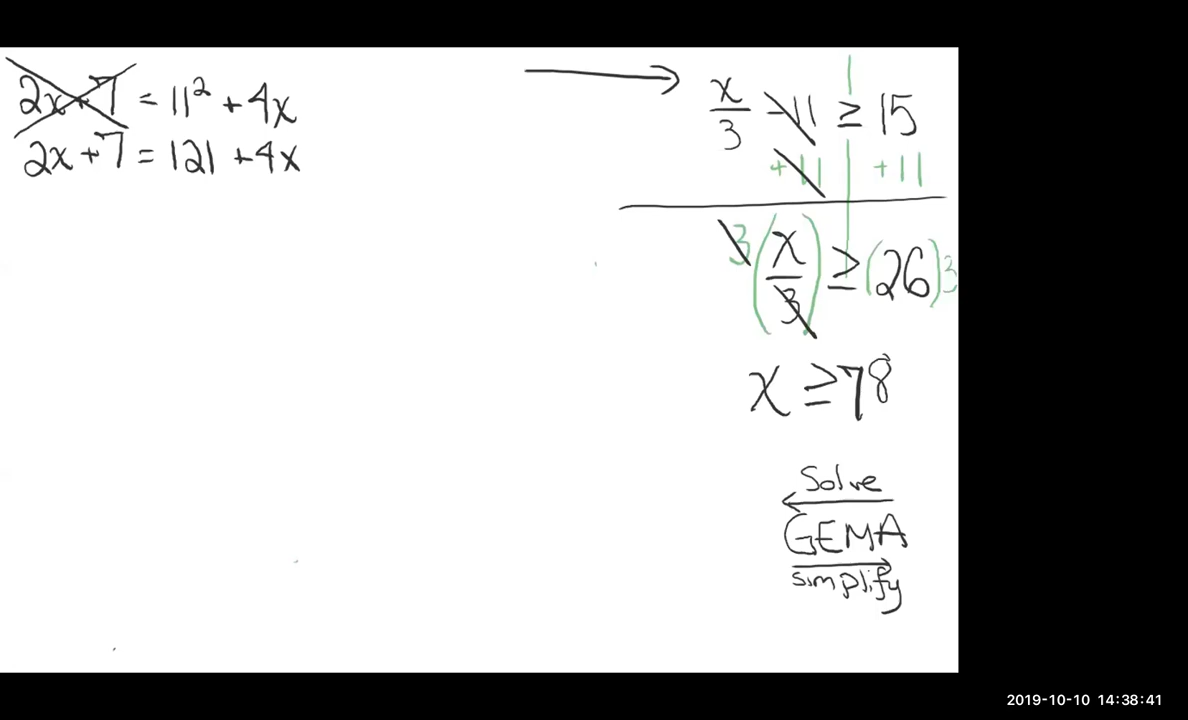 2x+7 = 11² + 4x
2x+7 = 121 + 4x
x/3 - 11 ≥ 15
+11 +11
3(x/3) ≥ (26)3
x ≥ 78
Solve
GEMA
simplify
2019-10-10 14:38:41